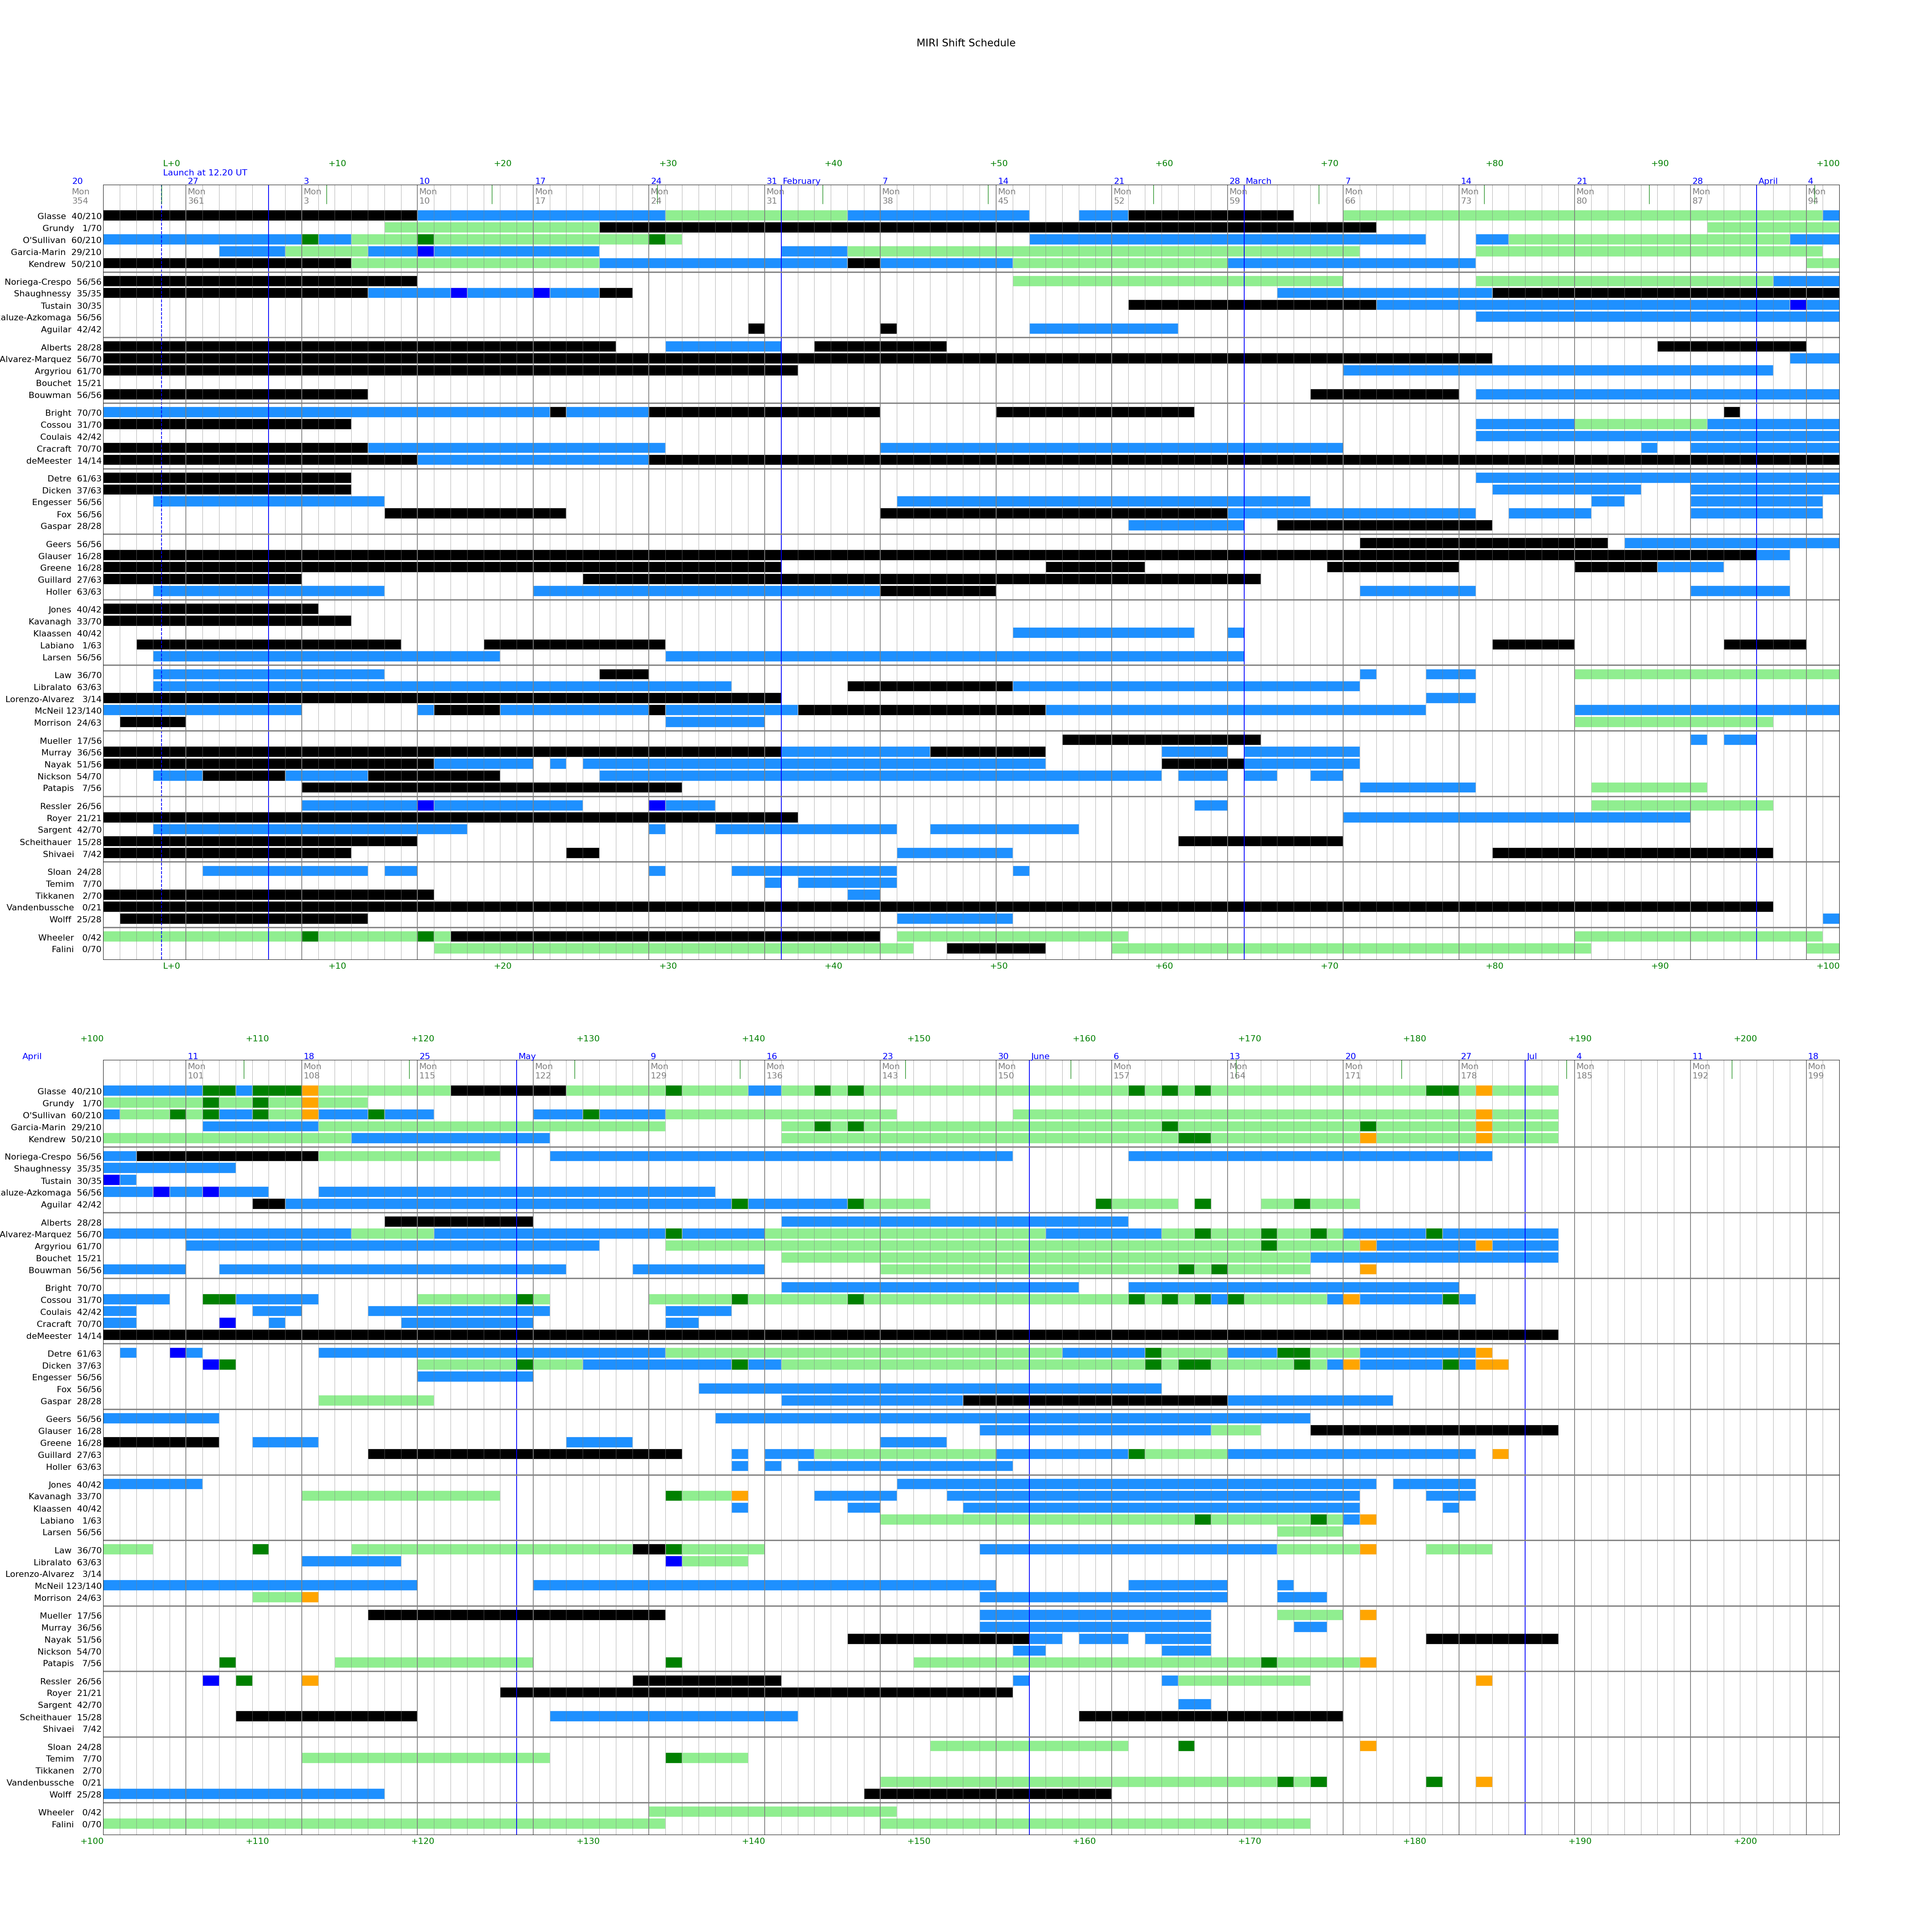 MIRI Shift Schedule
L+0 +10 +20 +30 +40 +50 +60 +70 +80 +90 +100
Launch at 12.20 UT
20 27 3 10 17 24 31 February 7 14 21 28 March 7 14 21 28 April 4
Mon Mon Mon Mon Mon Mon Mon Mon Mon Mon Mon Mon Mon Mon Mon Mon
354 361 3 10 17 24 31 38 45 52 59 66 73 80 87 94
Glasse 40/210
Grundy 1/70
O'Sullivan 60/210
Garcia-Marin 29/210
Kendrew 50/210
Noriega-Crespo 56/56
Shaughnessy 35/35
Tustain 30/35
aluze-Azkomaga 56/56
Aguilar 42/42
Alberts 28/28
Alvarez-Marquez 56/70
Argyriou 61/70
Bouchet 15/21
Bouwman 56/56
Bright 70/70
Cossou 31/70
Coulais 42/42
Cracraft 70/70
deMeester 14/14
Detre 61/63
Dicken 37/63
Engesser 56/56
Fox 56/56
Gaspar 28/28
Geers 56/56
Glauser 16/28
Greene 16/28
Guillard 27/63
Holler 63/63
Jones 40/42
Kavanagh 33/70
Klaassen 40/42
Labiano 1/63
Larsen 56/56
Law 36/70
Libralato 63/63
Lorenzo-Alvarez 3/14
McNeil 123/140
Morrison 24/63
Mueller 17/56
Murray 36/56
Nayak 51/56
Nickson 54/70
Patapis 7/56
Ressler 26/56
Royer 21/21
Sargent 42/70
Scheithauer 15/28
Shivaei 7/42
Sloan 24/28
Temim 7/70
Tikkanen 2/70
Vandenbussche 0/21
Wolff 25/28
Wheeler 0/42
Falini 0/70
L+0 +10 +20 +30 +40 +50 +60 +70 +80 +90 +100
+100 +110 +120 +130 +140 +150 +160 +170 +180 +190 +200
April 11 18 25 May 9 16 23 30 June 6 13 20 27 Jul 4 11 18
Mon Mon Mon Mon Mon Mon Mon Mon Mon Mon Mon Mon Mon Mon Mon
101 108 115 122 129 136 143 150 157 164 171 178 185 192 199
Glasse 40/210
Grundy 1/70
O'Sullivan 60/210
Garcia-Marin 29/210
Kendrew 50/210
Noriega-Crespo 56/56
Shaughnessy 35/35
Tustain 30/35
aluze-Azkomaga 56/56
Aguilar 42/42
Alberts 28/28
Alvarez-Marquez 56/70
Argyriou 61/70
Bouchet 15/21
Bouwman 56/56
Bright 70/70
Cossou 31/70
Coulais 42/42
Cracraft 70/70
deMeester 14/14
Detre 61/63
Dicken 37/63
Engesser 56/56
Fox 56/56
Gaspar 28/28
Geers 56/56
Glauser 16/28
Greene 16/28
Guillard 27/63
Holler 63/63
Jones 40/42
Kavanagh 33/70
Klaassen 40/42
Labiano 1/63
Larsen 56/56
Law 36/70
Libralato 63/63
Lorenzo-Alvarez 3/14
McNeil 123/140
Morrison 24/63
Mueller 17/56
Murray 36/56
Nayak 51/56
Nickson 54/70
Patapis 7/56
Ressler 26/56
Royer 21/21
Sargent 42/70
Scheithauer 15/28
Shivaei 7/42
Sloan 24/28
Temim 7/70
Tikkanen 2/70
Vandenbussche 0/21
Wolff 25/28
Wheeler 0/42
Falini 0/70
+100 +110 +120 +130 +140 +150 +160 +170 +180 +190 +200